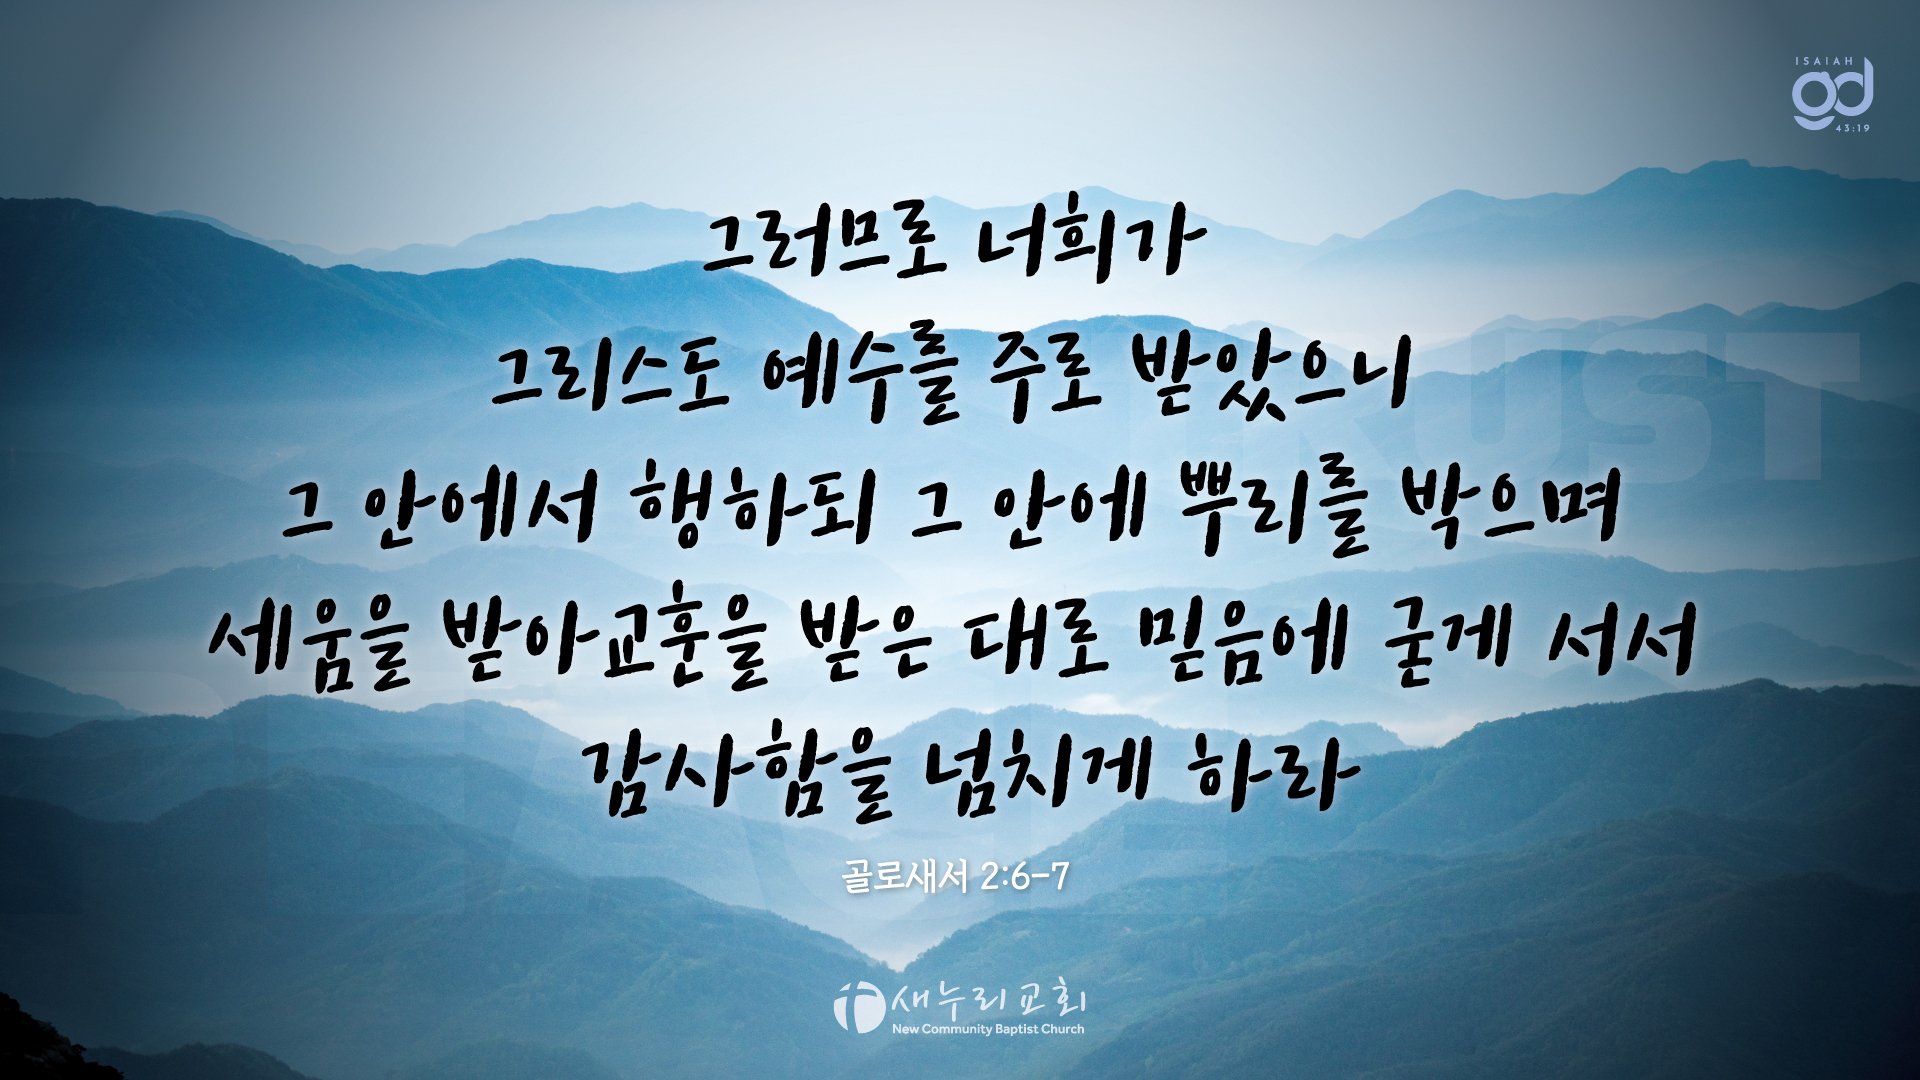 ISAIAH
gd
43:19
그러므로 너희가
그리스도 예수를 주로 받았으니
TRUST
그 안에서 행하되 그 안에 뿌리를 박으며
세움을 받아교훈을 받은 대로 믿음에 굳게 서서
감사함을 넘치게 하라
골로새서 2:6-7
새누리교회
New Community Baptist Church